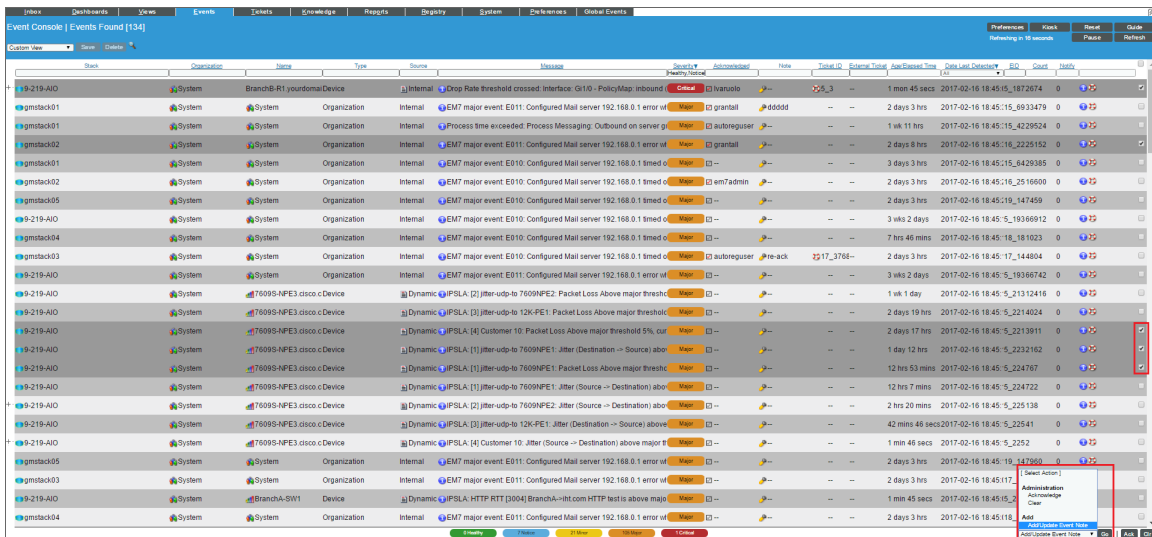 Inbox Dashboards Views Events Tickets Knowledge Reports Registry System Preferences Global Events
Event Console | Events Found [134]
Preferences Kiosk Reset Guide
Refreshing in 16 seconds Pause Refresh
Custom View Save Delete
Stack Organization Name Type Source Message Severity▼ Acknowledged Note Ticket ID External Ticket Age/Elapsed Time Date Last Detected▼ EID Count Notify
Healthy,Notice All
9-219-AIO System BranchB-R1.yourdomai Device Internal Drop Rate threshold crossed: Interface: Gi1/0 - PolicyMap: inbound Critical lvaruolo -- 5_3 -- 1 mon 45 secs 2017-02-16 18:45: 5_1872674 0
gmstack01 System System Organization Internal EM7 major event: E011: Configured Mail server 192.168.0.1 error wh Major grantall ddddd -- -- 2 days 3 hrs 2017-02-16 18:45: 15_6933479 0
gmstack01 System System Organization Internal Process time exceeded: Process Messaging: Outbound on server g Major autoreguser -- -- -- 1 wk 11 hrs 2017-02-16 18:45: 15_4229524 0
gmstack02 System System Organization Internal EM7 major event: E011: Configured Mail server 192.168.0.1 error wh Major grantall -- -- -- 2 days 8 hrs 2017-02-16 18:45: 16_2225152 0
gmstack01 System System Organization Internal EM7 major event: E010: Configured Mail server 192.168.0.1 timed o Major -- -- -- -- 3 days 3 hrs 2017-02-16 18:45: 15_6429385 0
gmstack02 System System Organization Internal EM7 major event: E010: Configured Mail server 192.168.0.1 timed o Major em7admin -- -- -- 2 days 3 hrs 2017-02-16 18:45: 16_2516600 0
gmstack05 System System Organization Internal EM7 major event: E010: Configured Mail server 192.168.0.1 timed o Major -- -- -- -- 2 days 3 hrs 2017-02-16 18:45: 19_147459 0
9-219-AIO System System Organization Internal EM7 major event: E010: Configured Mail server 192.168.0.1 timed o Major -- -- -- -- 3 wks 2 days 2017-02-16 18:45: 5_19366912 0
gmstack04 System System Organization Internal EM7 major event: E010: Configured Mail server 192.168.0.1 timed o Major -- -- -- -- 7 hrs 46 mins 2017-02-16 18:45: 18_181023 0
gmstack03 System System Organization Internal EM7 major event: E010: Configured Mail server 192.168.0.1 timed o Major autoreguser re-ack 17_3766 -- 2 days 3 hrs 2017-02-16 18:45: 17_144804 0
9-219-AIO System System Organization Internal EM7 major event: E011: Configured Mail server 192.168.0.1 error wh Major -- -- -- -- 3 wks 2 days 2017-02-16 18:45: 5_19366742 0
9-219-AIO System 7609S-NPE3.cisco.c Device Dynamic IPSLA: [2] jitter-udp-to 7609NPE2: Packet Loss Above major thresho Major -- -- -- -- 1 wk 1 day 2017-02-16 18:45: 5_21312416 0
9-219-AIO System 7609S-NPE3.cisco.c Device Dynamic IPSLA: [3] jitter-udp-to 12K-PE1: Packet Loss Above major threshold Major -- -- -- -- 2 days 19 hrs 2017-02-16 18:45: 5_2214024 0
9-219-AIO System 7609S-NPE3.cisco.c Device Dynamic IPSLA: [4] Customer 10: Packet Loss Above major threshold 5%, cur Major -- -- -- -- 2 days 17 hrs 2017-02-16 18:45: 5_2213911 0
9-219-AIO System 7609S-NPE3.cisco.c Device Dynamic IPSLA: [1] jitter-udp-to 7609NPE1: Jitter (Destination -> Source) abov Major -- -- -- -- 1 day 12 hrs 2017-02-16 18:45: 5_2232162 0
9-219-AIO System 7609S-NPE3.cisco.c Device Dynamic IPSLA: [1] jitter-udp-to 7609NPE1: Jitter (Destination -> Source) abov Major -- -- -- -- 12 hrs 53 mins 2017-02-16 18:45: 5_224767 0
9-219-AIO System 7609S-NPE3.cisco.c Device Dynamic IPSLA: [1] jitter-udp-to 7609NPE1: Jitter (Source -> Destination) abov Major -- -- -- -- 12 hrs 7 mins 2017-02-16 18:45: 5_224722 0
9-219-AIO System 7609S-NPE3.cisco.c Device Dynamic IPSLA: [2] jitter-udp-to 7609NPE2: Jitter (Source -> Destination) abov Major -- -- -- -- 2 hrs 20 mins 2017-02-16 18:45: 5_225138 0
9-219-AIO System 7609S-NPE3.cisco.c Device Dynamic IPSLA: [3] jitter-udp-to 12K-PE1: Jitter (Destination -> Source) above Major -- -- -- -- 42 mins 46 secs 2017-02-16 18:45: 5_22541 0
9-219-AIO System 7609S-NPE3.cisco.c Device Dynamic IPSLA: [4] Customer 10: Jitter (Source -> Destination) above major th Major -- -- -- -- 1 min 46 secs 2017-02-16 18:45: 5_2252 0
gmstack05 System System Organization Internal EM7 major event: E011: Configured Mail server 192.168.0.1 error wh Major -- -- -- -- 2 days 3 hrs 2017-02-16 18:45: 19_147960 0
gmstack03 System System Organization Internal EM7 major event: E011: Configured Mail server 192.168.0.1 error wh Major -- -- -- -- 2 days 3 hrs 2017-02-16 18:45: 17_
9-219-AIO System BranchA-SW1 Device Dynamic IPSLA: HTTP RTT [3004] BranchA->iht.com HTTP test is above majo Major -- -- -- -- 1 min 45 secs 2017-02-16 18:45: 5_2
gmstack04 System System Organization Internal EM7 major event: E011: Configured Mail server 192.168.0.1 error wh Major -- -- -- -- 2 days 3 hrs 2017-02-16 18:45: 18_
[ Select Action ]
Administration
Acknowledge
Clear
Add
Add/Update Event Note
0 Healthy 7 Notice 21 Minor 1 Critical Add/Update Event Note Go Ack Clr